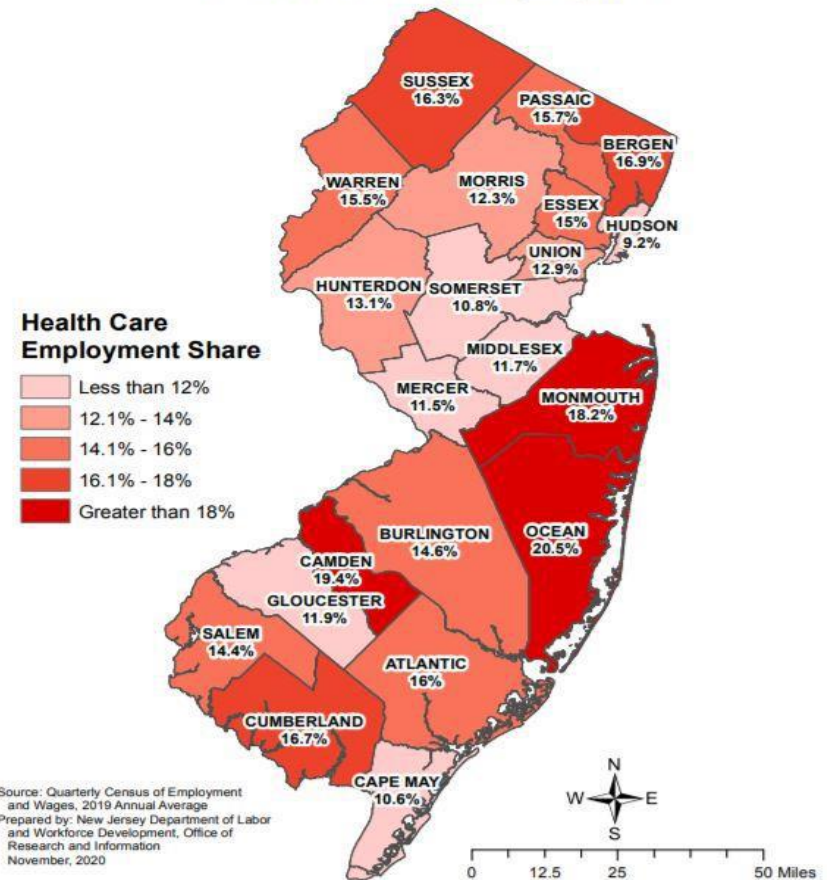 SUSSEX
16.3%
PASSAIC
15.7%
BERGEN
16.9%
WARREN
15.5%
MORRIS
12.3%
ESSEX
15%
HUDSON
9.2%
UNION
12.9%
HUNTERDON
13.1%
SOMERSET
10.8%
MIDDLESEX
11.7%
MERCER
11.5%
MONMOUTH
18.2%
Health Care
Employment Share
Less than 12%
12.1% - 14%
14.1% - 16%
16.1% - 18%
Greater than 18%
BURLINGTON
14.6%
OCEAN
20.5%
CAMDEN
19.4%
GLOUCESTER
11.9%
SALEM
14.4%
ATLANTIC
16%
CUMBERLAND
16.7%
CAPE MAY
10.6%
Source: Quarterly Census of Employment
and Wages, 2019 Annual Average
Prepared by: New Jersey Department of Labor
and Workforce Development, Office of
Research and Information
November, 2020
N
W E
S
0 12.5 25 50 Miles